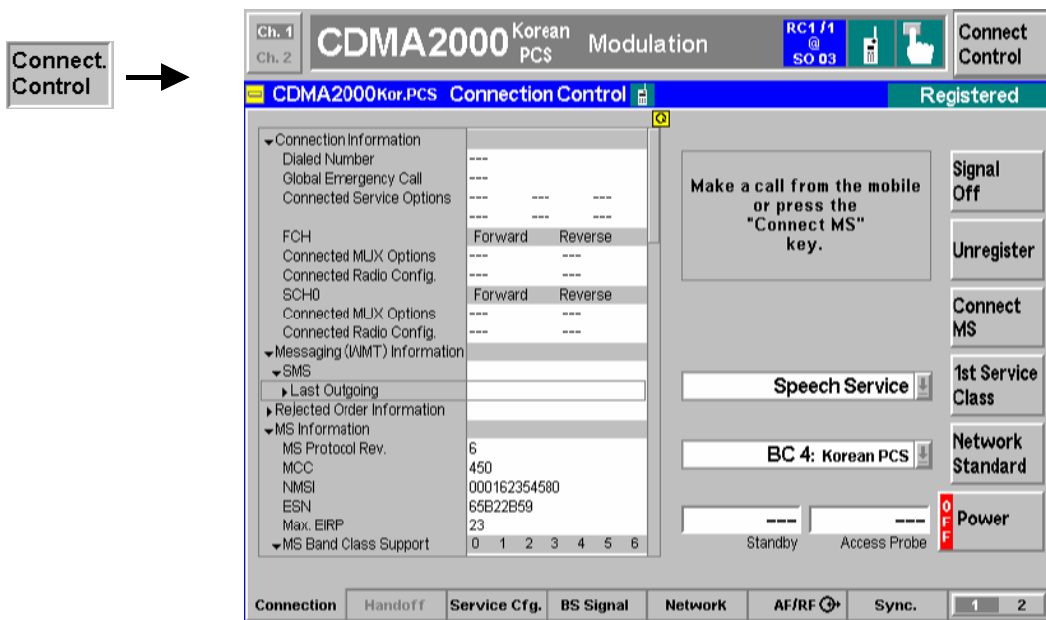 Connect.
Control
Ch. 1
Ch. 2
CDMA2000 Korean PCS Modulation
RC1 /1
@
SO 03
Connect
Control
CDMA2000 Kor.PCS Connection Control
Registered
Connection Information
Dialed Number ---
Global Emergency Call ---
Connected Service Options --- --- ---
--- --- ---
FCH Forward Reverse
Connected MUX Options --- ---
Connected Radio Config. --- ---
SCH0 Forward Reverse
Connected MUX Options --- ---
Connected Radio Config. --- ---
Messaging (WMT) Information
SMS
Last Outgoing
Rejected Order Information
MS Information
MS Protocol Rev. 6
MCC 450
NMSI 000162354580
ESN 65B22B59
Max. EIRP 23
MS Band Class Support 0 1 2 3 4 5 6
Make a call from the mobile
or press the
"Connect MS"
key.
Speech Service
BC 4: Korean PCS
--- ---
Standby Access Probe
Signal
Off
Unregister
Connect
MS
1st Service
Class
Network
Standard
OFF
Power
Connection Handoff Service Cfg. BS Signal Network AF/RF Sync. 1 2